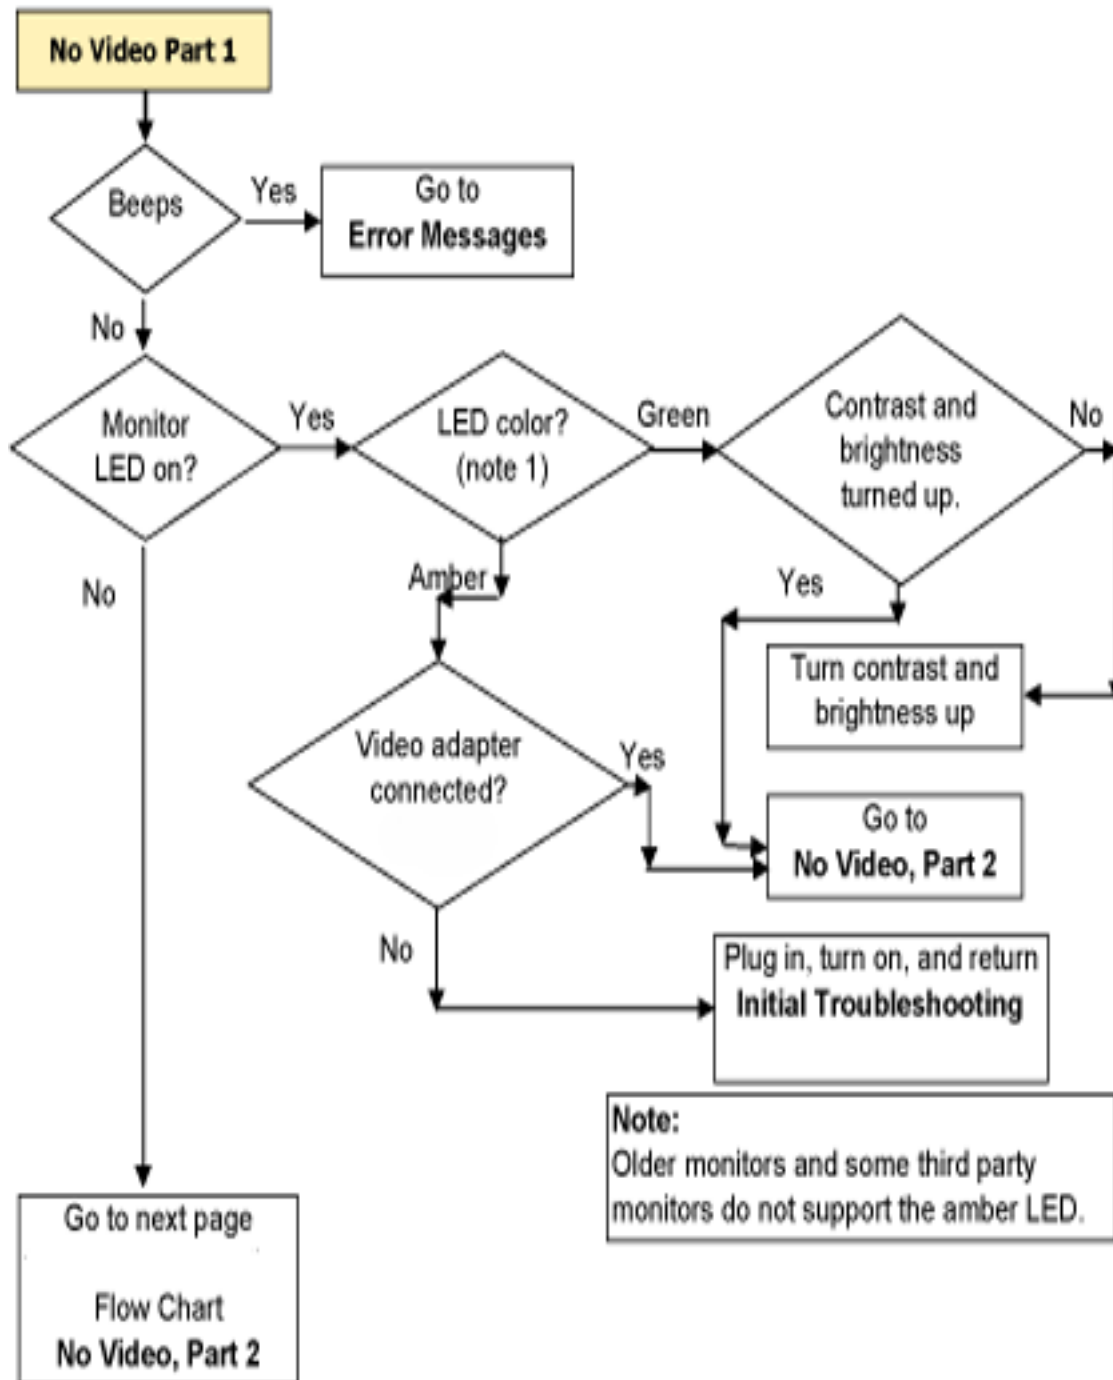 No Video Part 1
Beeps
Yes
Go to
Error Messages
No
Monitor
LED on?
Yes
LED color?
(note 1)
Green
Contrast and
brightness
turned up.
No
No
Amber
Yes
Turn contrast and
brightness up
Video adapter
connected?
Yes
Go to
No Video, Part 2
No
Plug in, turn on, and return
Initial Troubleshooting
Note:
Older monitors and some third party
monitors do not support the amber LED.
Go to next page
Flow Chart
No Video, Part 2